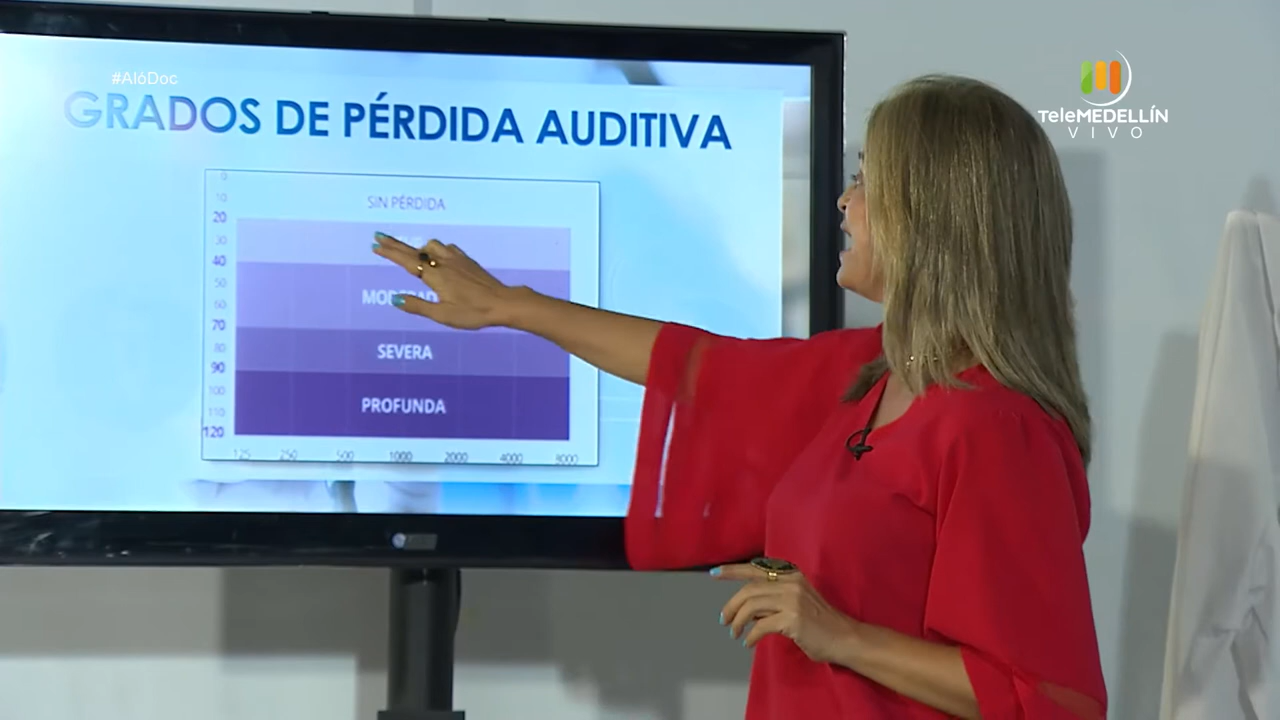 #AlóDoc
TeleMEDELLÍN
VIVO
GRADOS DE PÉRDIDA AUDITIVA
0
10
20
30
40
50
60
70
80
90
100
110
120
SIN PÉRDIDA
SEVERA
PROFUNDA
125 250 500 1000 2000 4000 8000